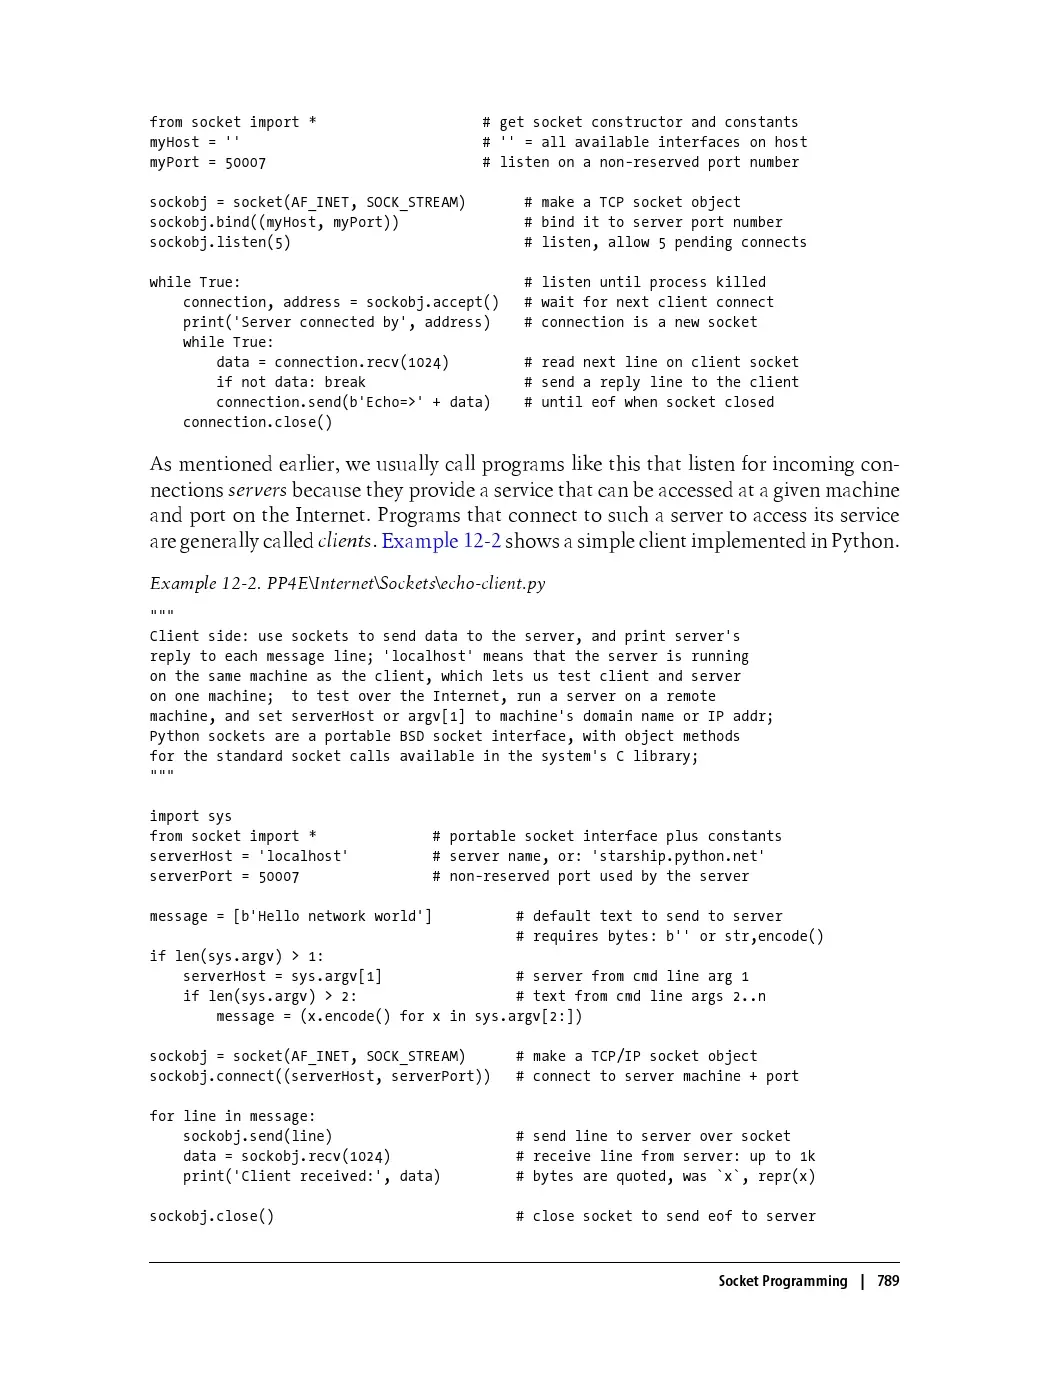 from socket import *                    # get socket constructor and constants
myHost = ''                             # '' = all available interfaces on host
myPort = 50007                          # listen on a non-reserved port number

sockobj = socket(AF_INET, SOCK_STREAM)       # make a TCP socket object
sockobj.bind((myHost, myPort))               # bind it to server port number
sockobj.listen(5)                            # listen, allow 5 pending connects

while True:                                  # listen until process killed
    connection, address = sockobj.accept()   # wait for next client connect
    print('Server connected by', address)    # connection is a new socket
    while True:
        data = connection.recv(1024)         # read next line on client socket
        if not data: break                   # send a reply line to the client
        connection.send(b'Echo=>' + data)    # until eof when socket closed
    connection.close()

As mentioned earlier, we usually call programs like this that listen for incoming con-
nections servers because they provide a service that can be accessed at a given machine
and port on the Internet. Programs that connect to such a server to access its service
are generally called clients. Example 12-2 shows a simple client implemented in Python.

Example 12-2. PP4E\Internet\Sockets\echo-client.py

"""
Client side: use sockets to send data to the server, and print server's
reply to each message line; 'localhost' means that the server is running
on the same machine as the client, which lets us test client and server
on one machine;  to test over the Internet, run a server on a remote
machine, and set serverHost or argv[1] to machine's domain name or IP addr;
Python sockets are a portable BSD socket interface, with object methods
for the standard socket calls available in the system's C library;
"""

import sys
from socket import *              # portable socket interface plus constants
serverHost = 'localhost'          # server name, or: 'starship.python.net'
serverPort = 50007                # non-reserved port used by the server

message = [b'Hello network world']          # default text to send to server
                                            # requires bytes: b'' or str,encode()
if len(sys.argv) > 1:
    serverHost = sys.argv[1]                # server from cmd line arg 1
    if len(sys.argv) > 2:                   # text from cmd line args 2..n
        message = (x.encode() for x in sys.argv[2:])

sockobj = socket(AF_INET, SOCK_STREAM)      # make a TCP/IP socket object
sockobj.connect((serverHost, serverPort))   # connect to server machine + port

for line in message:
    sockobj.send(line)                      # send line to server over socket
    data = sockobj.recv(1024)               # receive line from server: up to 1k
    print('Client received:', data)         # bytes are quoted, was `x`, repr(x)

sockobj.close()                             # close socket to send eof to server

Socket Programming | 789